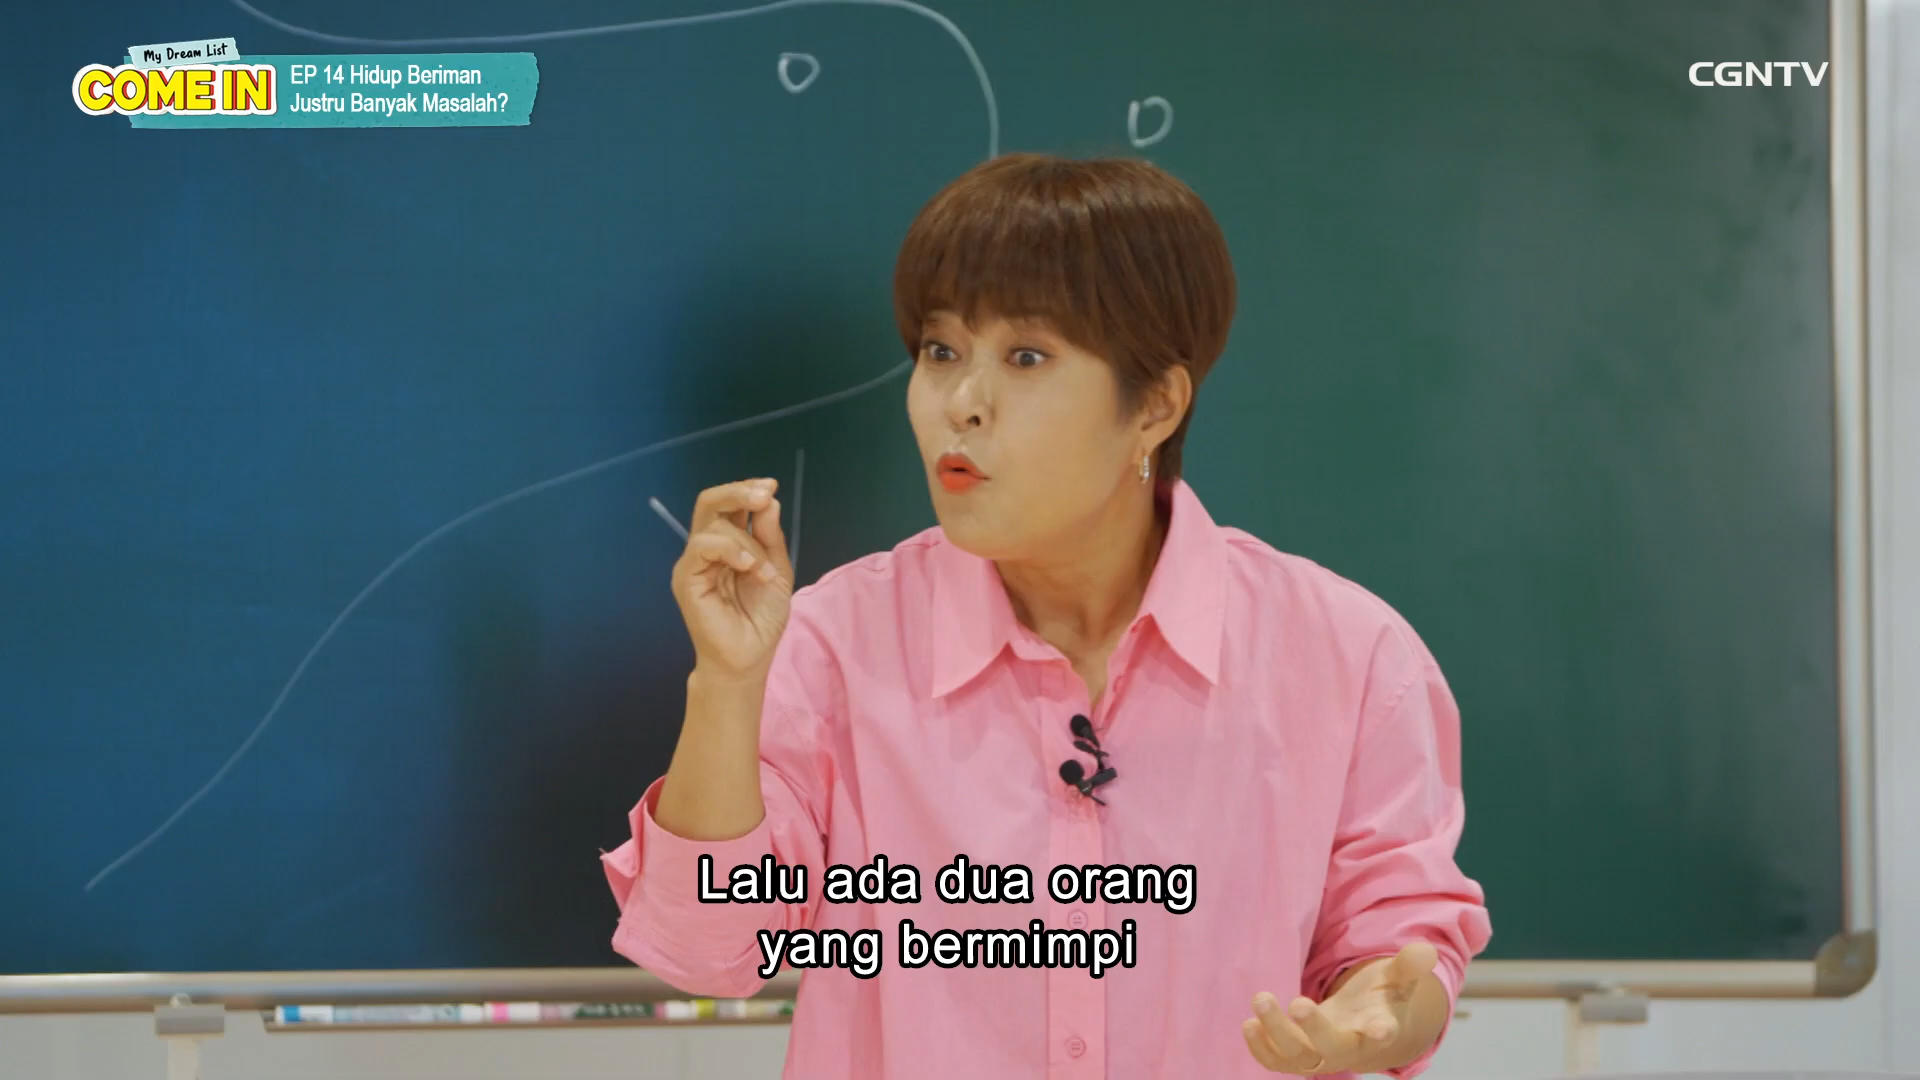 My Dream List
COME IN
EP 14 Hidup Beriman
Justru Banyak Masalah?
CGNTV
Lalu ada dua orang
yang bermimpi